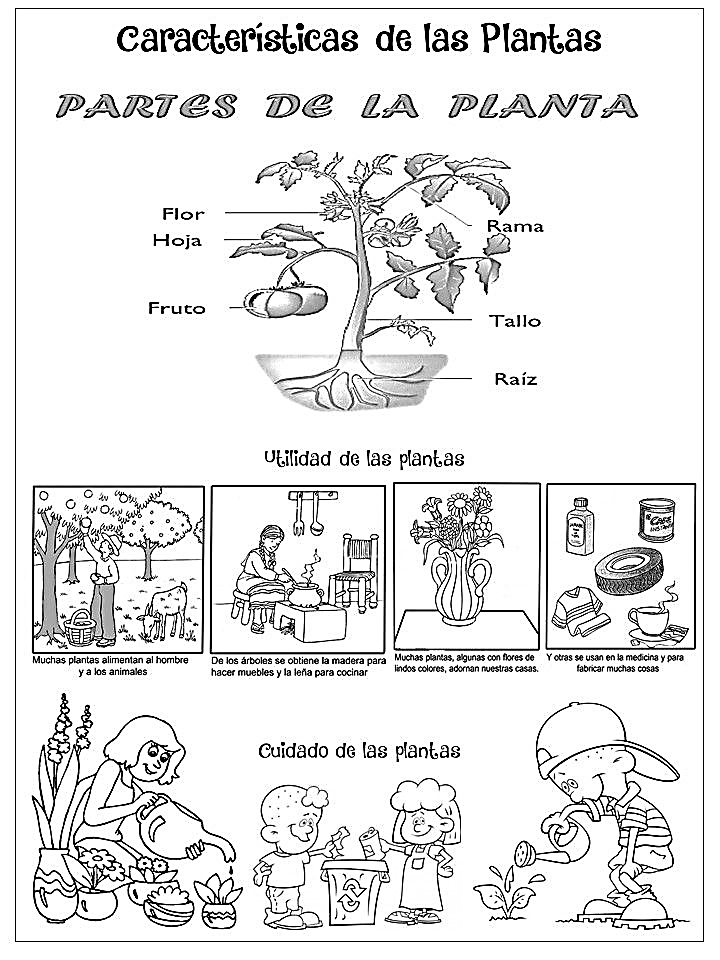 Características de las Plantas
PARTES DE LA PLANTA
Flor
Rama
Hoja
Fruto
Tallo
Raíz
Utilidad de las plantas
CAFE
Muchas plantas alimentan al hombre
y a los animales
De los árboles se obtiene la madera para
hacer muebles y la leña para cocinar
Muchas plantas, algunas con flores de
lindos colores, adornan nuestras casas.
Y otras se usan en la medicina y para
fabricar muchas cosas
Cuidado de las plantas